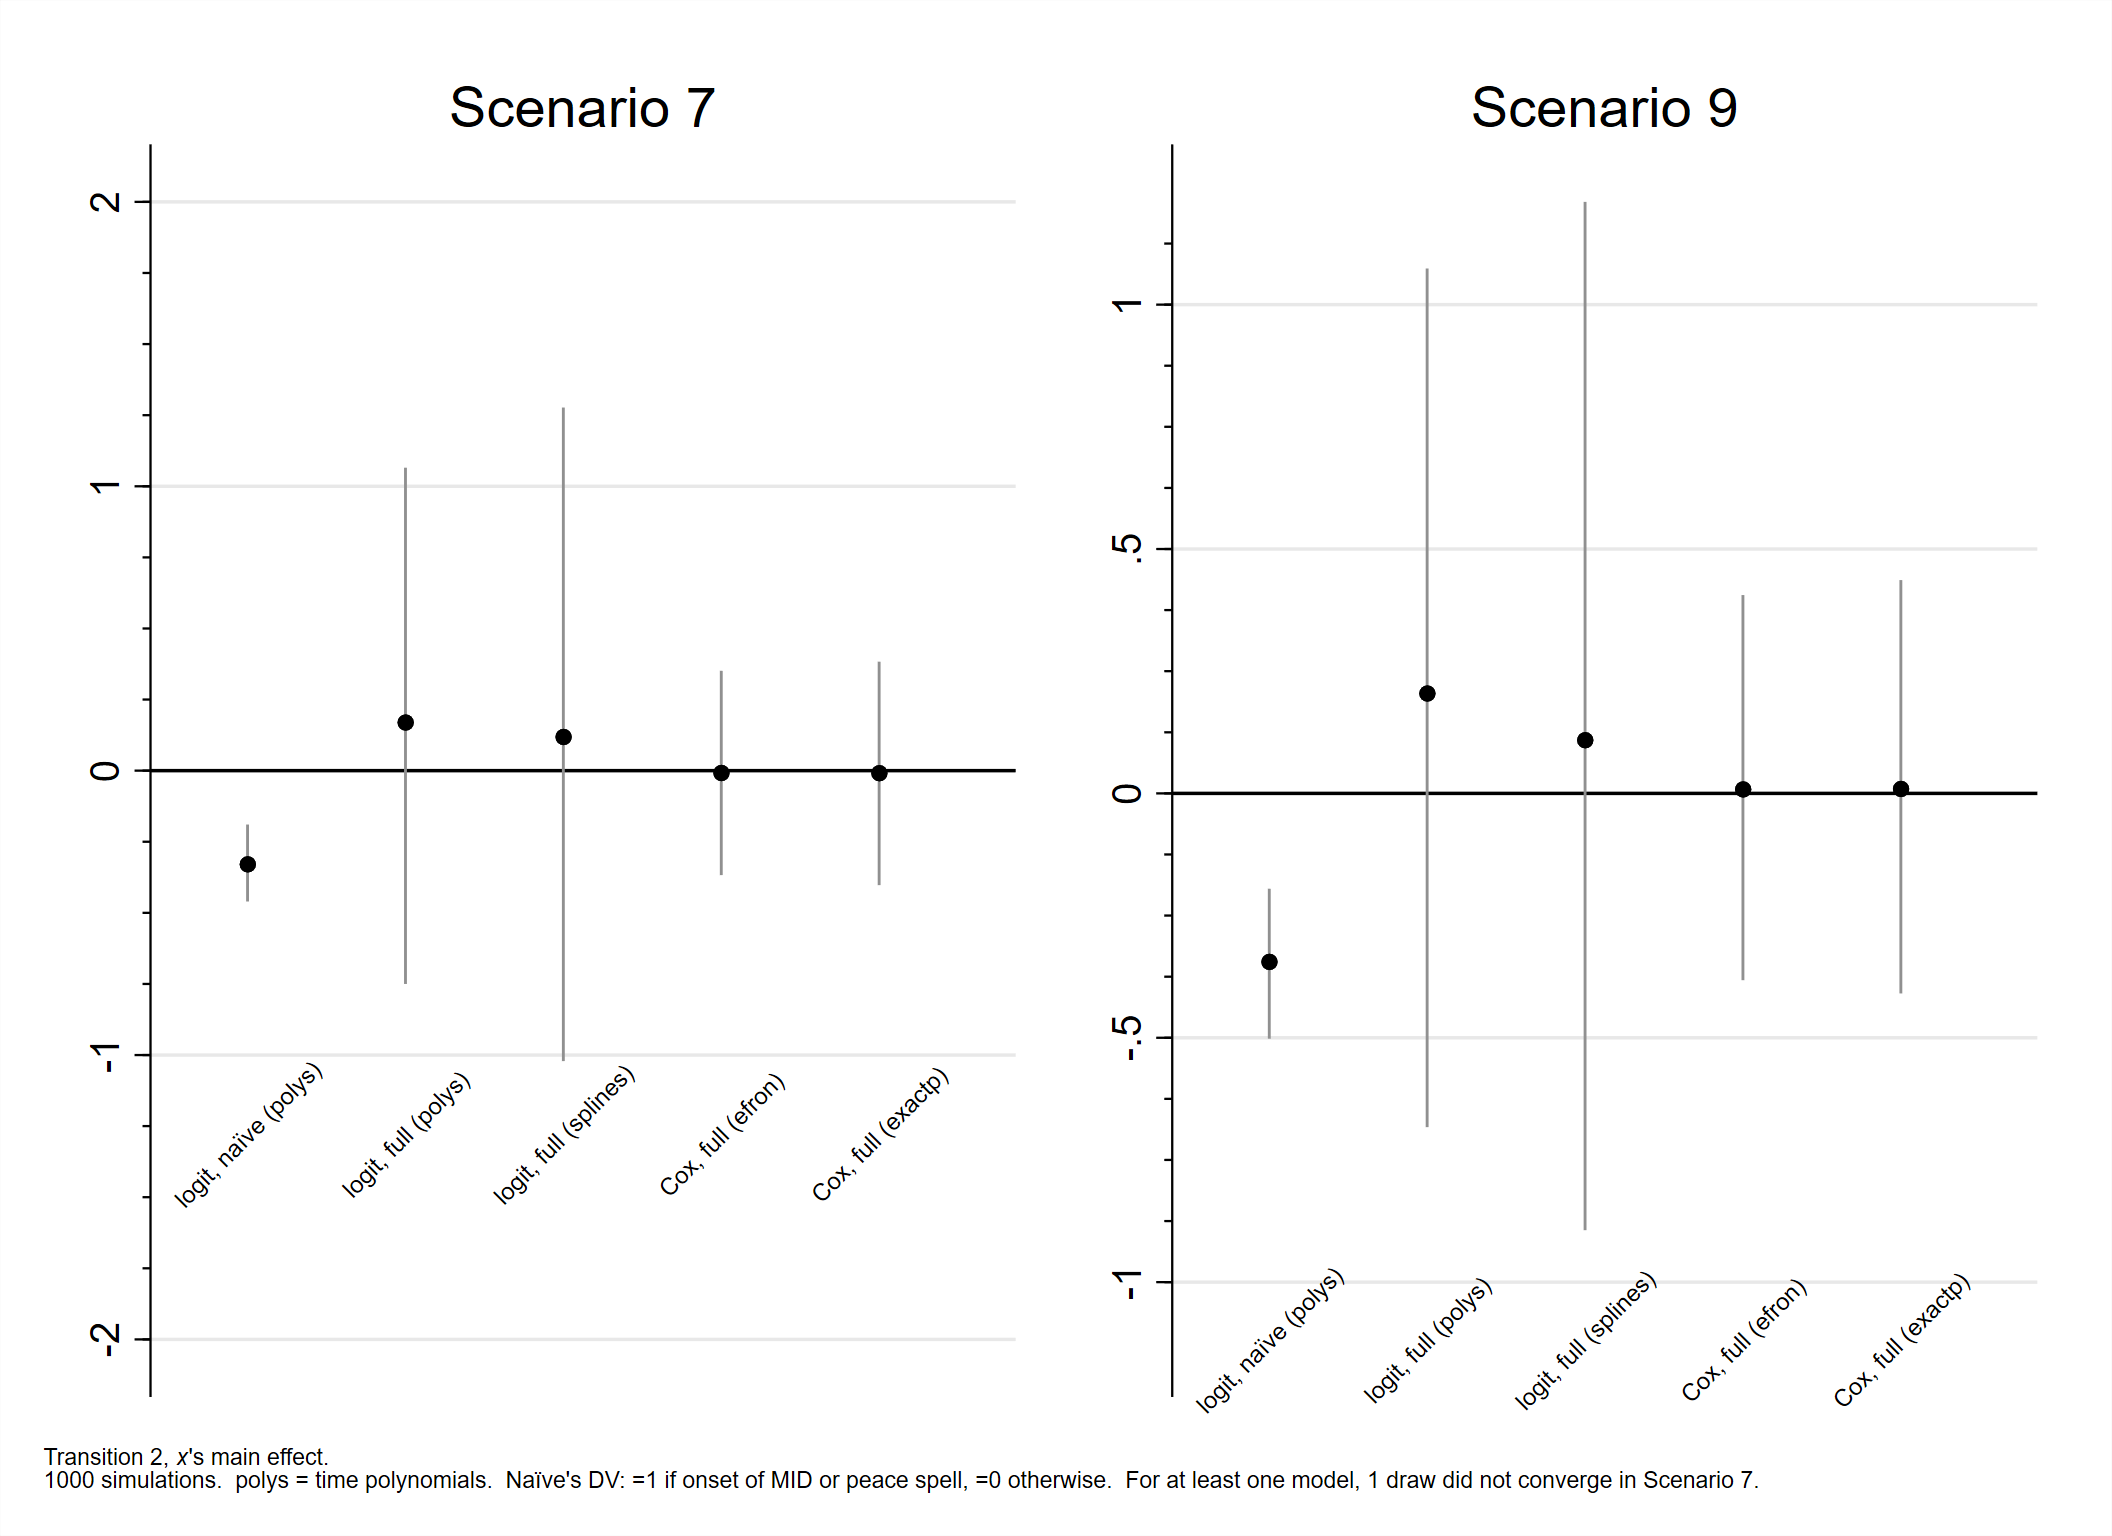 Scenario 7
2
1
0
-1
-2
logit, naïve (polys)
logit, full (polys)
logit, full (splines)
Cox, full (efron)
Cox, full (exactp)
Scenario 9
1
.5
0
-.5
-1
logit, naïve (polys)
logit, full (polys)
logit, full (splines)
Cox, full (efron)
Cox, full (exactp)
Transition 2, x's main effect.
1000 simulations.  polys = time polynomials.  Naïve's DV: =1 if onset of MID or peace spell, =0 otherwise.  For at least one model, 1 draw did not converge in Scenario 7.